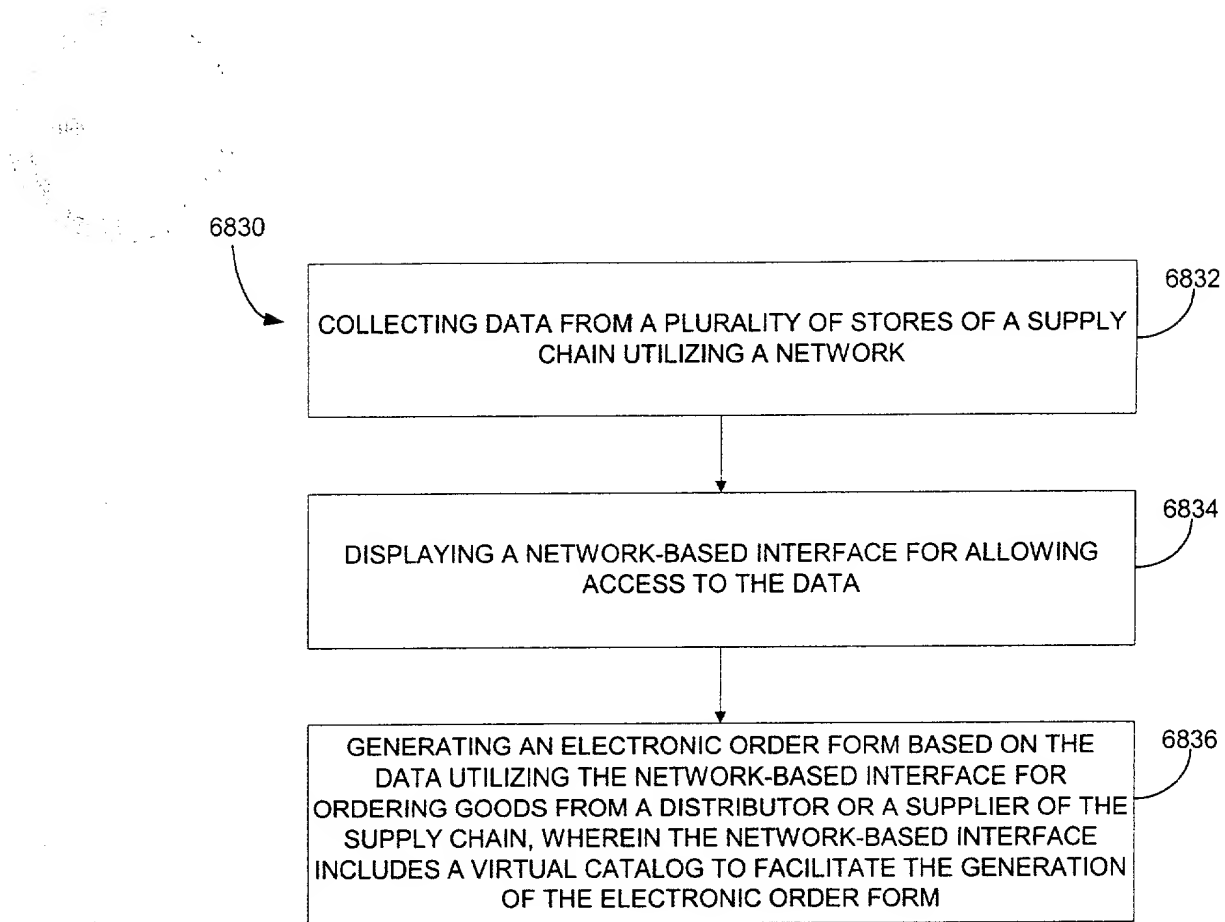 6830
6832
COLLECTING DATA FROM A PLURALITY OF STORES OF A SUPPLY
CHAIN UTILIZING A NETWORK
6834
DISPLAYING A NETWORK-BASED INTERFACE FOR ALLOWING
ACCESS TO THE DATA
6836
GENERATING AN ELECTRONIC ORDER FORM BASED ON THE
DATA UTILIZING THE NETWORK-BASED INTERFACE FOR
ORDERING GOODS FROM A DISTRIBUTOR OR A SUPPLIER OF THE
SUPPLY CHAIN, WHEREIN THE NETWORK-BASED INTERFACE
INCLUDES A VIRTUAL CATALOG TO FACILITATE THE GENERATION
OF THE ELECTRONIC ORDER FORM